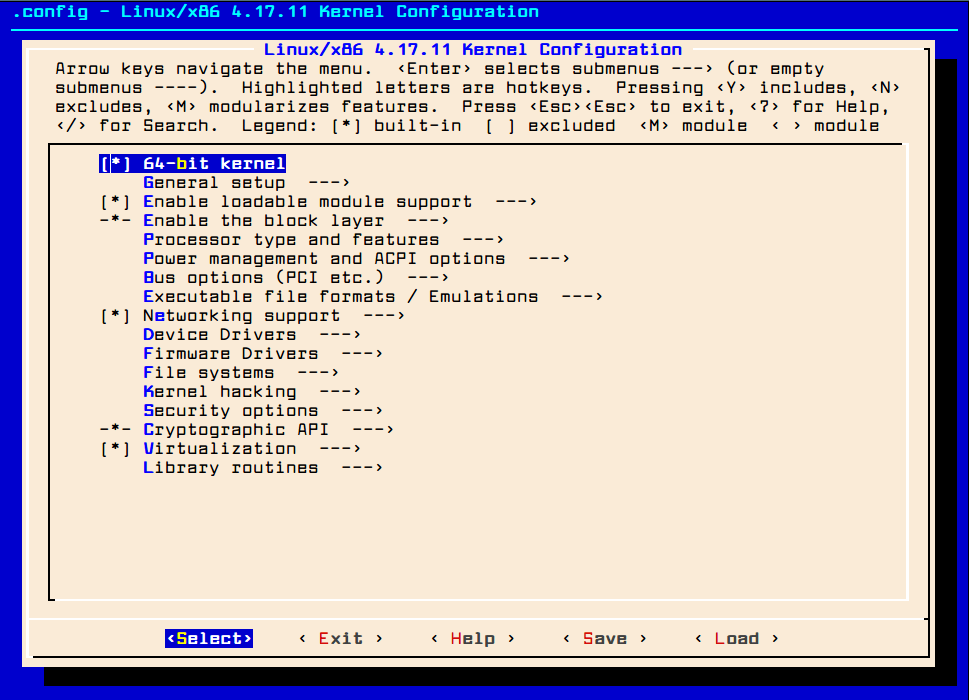 .config - Linux/x86 4.17.11 Kernel Configuration
Linux/x86 4.17.11 Kernel Configuration
Arrow keys navigate the menu.  <Enter> selects submenus ---> (or empty
submenus ----).  Highlighted letters are hotkeys.  Pressing <Y> includes, <N>
excludes, <M> modularizes features.  Press <Esc><Esc> to exit, <?> for Help,
</> for Search.  Legend: [*] built-in  [ ] excluded  <M> module  < > module
[*] 64-bit kernel
General setup  --->
[*] Enable loadable module support  --->
-*- Enable the block layer  --->
Processor type and features  --->
Power management and ACPI options  --->
Bus options (PCI etc.)  --->
Executable file formats / Emulations  --->
[*] Networking support  --->
Device Drivers  --->
Firmware Drivers  --->
File systems  --->
Kernel hacking  --->
Security options  --->
-*- Cryptographic API  --->
[*] Virtualization  --->
Library routines  --->
<Select>    < Exit >    < Help >    < Save >    < Load >